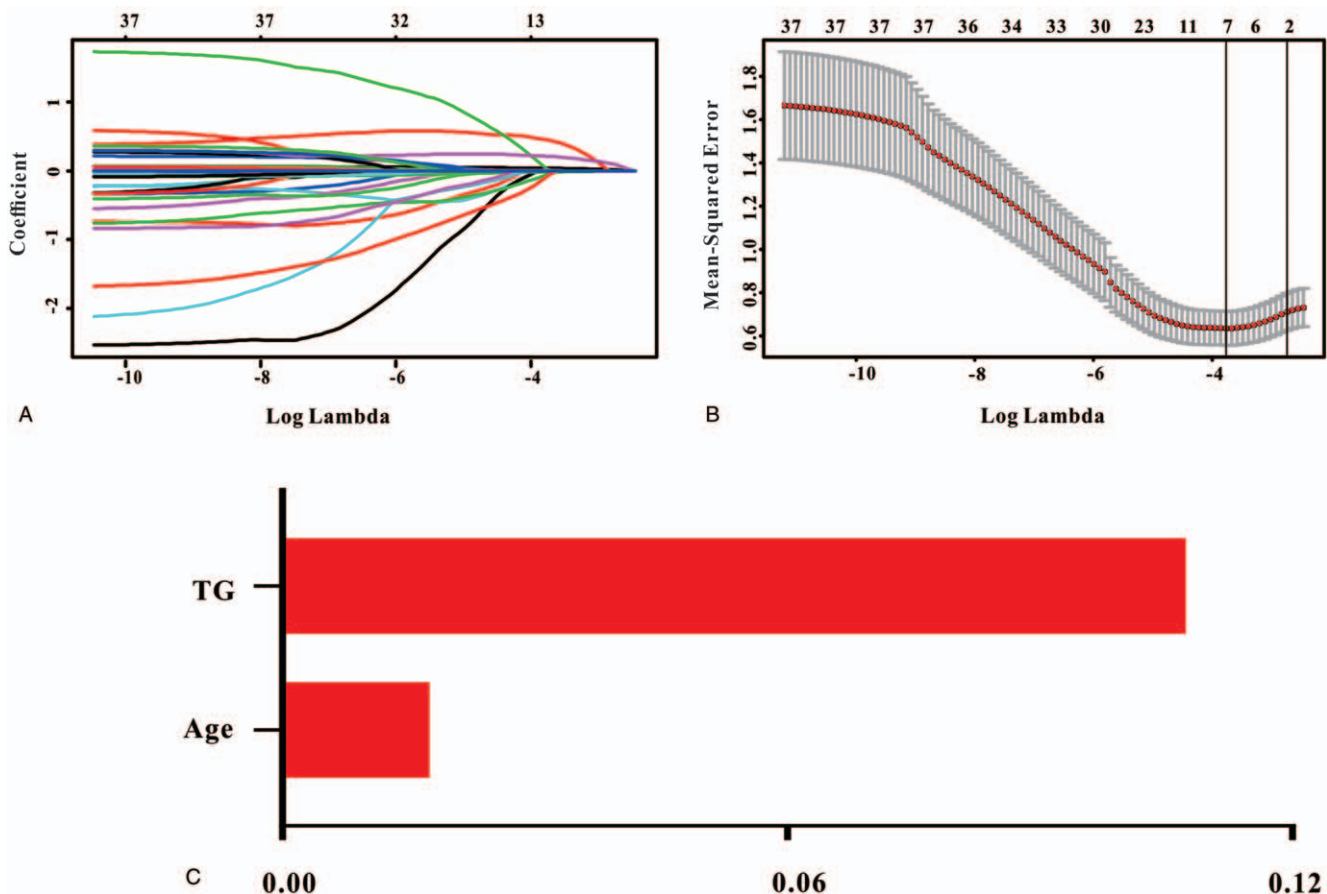 37 37 32 13
Coefficient
1
0
-1
-2
-10 -8 -6 -4
A
Log Lambda
37 37 37 37 36 34 33 30 23 11 7 6 2
Mean-Squared Error
1.8
1.6
1.4
1.2
1.0
0.8
0.6
-10 -8 -6 -4
B
Log Lambda
TG
Age
C
0.00 0.06 0.12